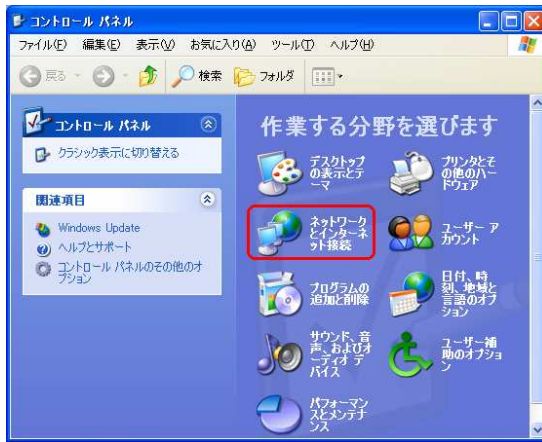 コントロール パネル
ファイル(F) 編集(E) 表示(V) お気に入り(A) ツール(T) ヘルプ(H)
戻る 検索 フォルダ
コントロール パネル
クラシック表示に切り替える
関連項目
Windows Update
ヘルプとサポート
コントロール パネルのその他のオ
プション
作業する分野を選びます
デスクトップ
の表示とテ
ーマ
プリンタとそ
の他のハー
ドウェア
ネットワーク
とインターネ
ット接続
ユーザー ア
カウント
プログラムの
追加と削除
日付、時
刻、地域と
言語のオプ
ション
サウンド、音
声、およびオ
ーディオ デ
バイス
ユーザー補
助のオプショ
ン
パフォーマン
スとメンテナ
ンス